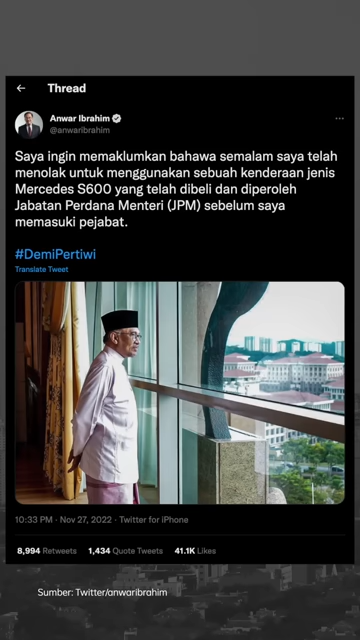 Thread
Anwar Ibrahim
@anwaribrahim
Saya ingin memaklumkan bahawa semalam saya telah
menolak untuk menggunakan sebuah kenderaan jenis
Mercedes S600 yang telah dibeli dan diperoleh
Jabatan Perdana Menteri (JPM) sebelum saya
memasuki pejabat.
#DemiPertiwi
Translate Tweet
10:33 PM · Nov 27, 2022 · Twitter for iPhone
8,994 Retweets 1,434 Quote Tweets 41.1K Likes
Sumber: Twitter/anwaribrahim